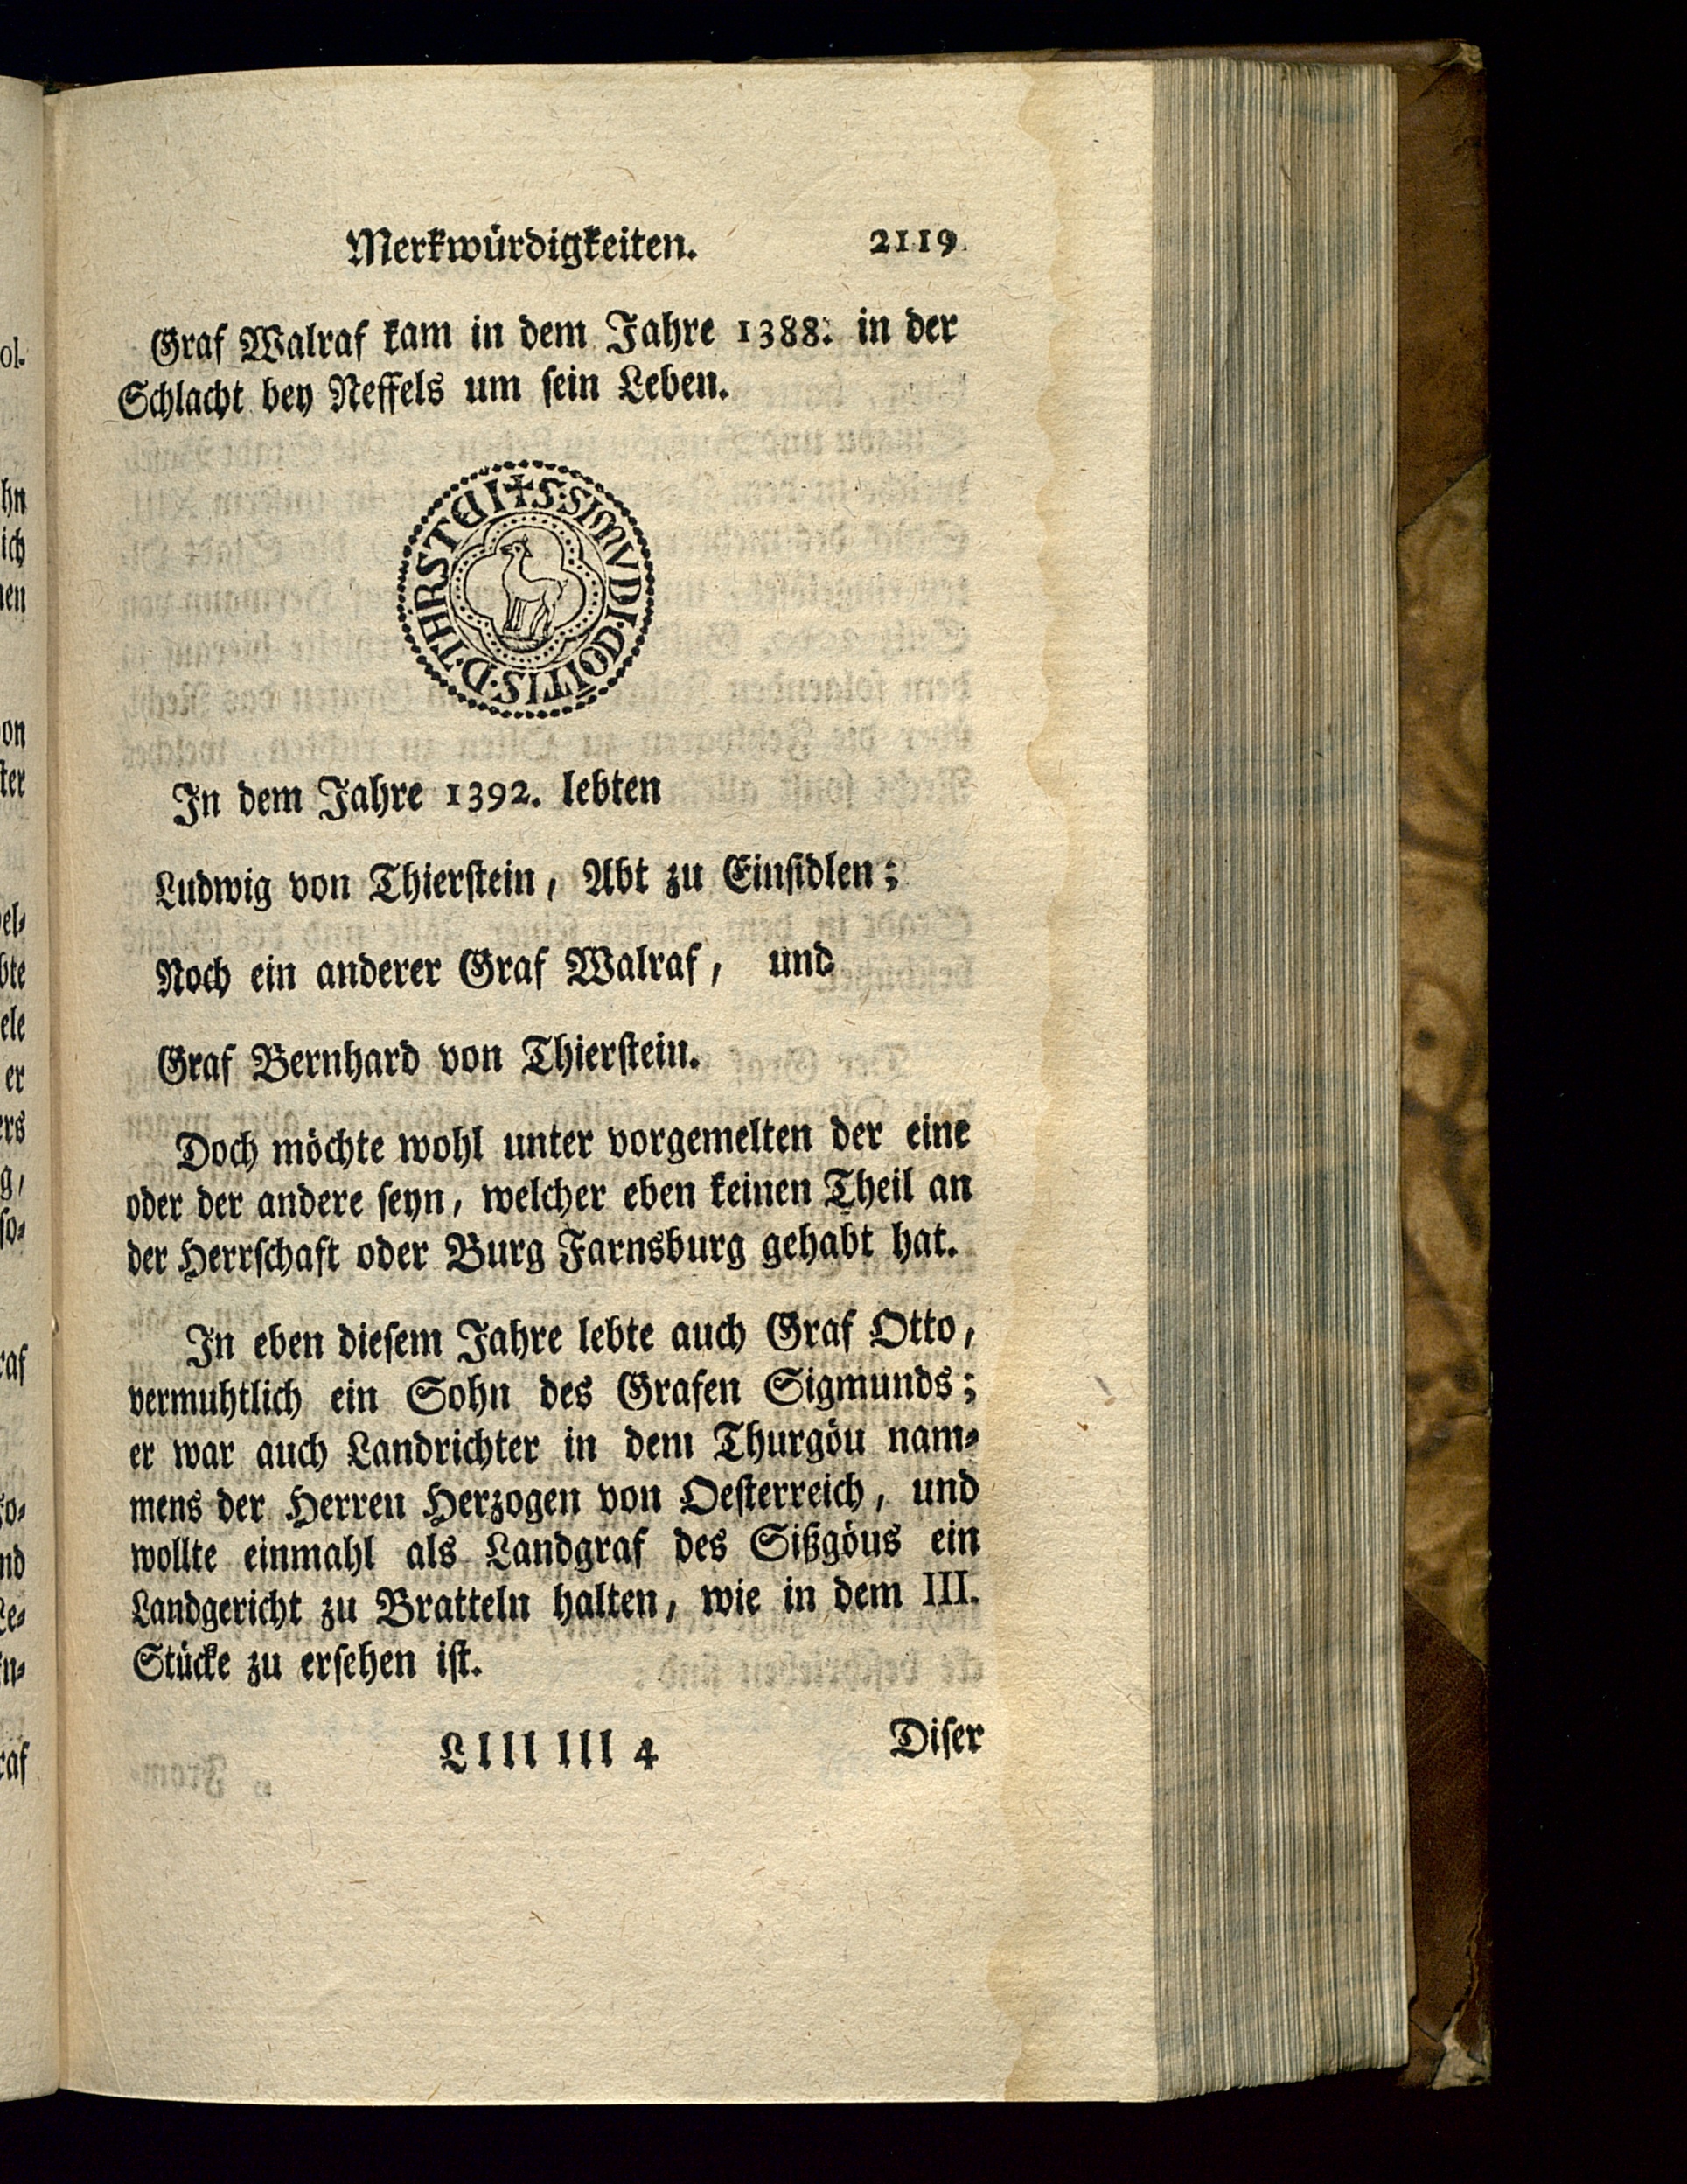 Merkwürdigkeiten. 2119
Graf Walraf kam in dem Jahre 1388. in der
Schlacht bey Neffels um sein Leben.
✝S·SIMVDI·COITIS·D·THRSTEI
In dem Jahre 1392. lebten
Ludwig von Thierstein, Abt zu Einsidlen;
Noch ein anderer Graf Walraf, und
Graf Bernhard von Thierstein.
Doch möchte wohl unter vorgemelten der eine
oder der andere seyn, welcher eben keinen Theil an
der Herrschaft oder Burg Farnsburg gehabt hat.
In eben diesem Jahre lebte auch Graf Otto,
vermuhtlich ein Sohn des Grafen Sigmunds;
er war auch Landrichter in dem Thurgöu nam-
mens der Herren Herzogen von Oesterreich, und
wollte einmahl als Landgraf des Sißgöus ein
Landgericht zu Bratteln halten, wie in dem III.
Stücke zu ersehen ist.
Llll lll 4 Diser